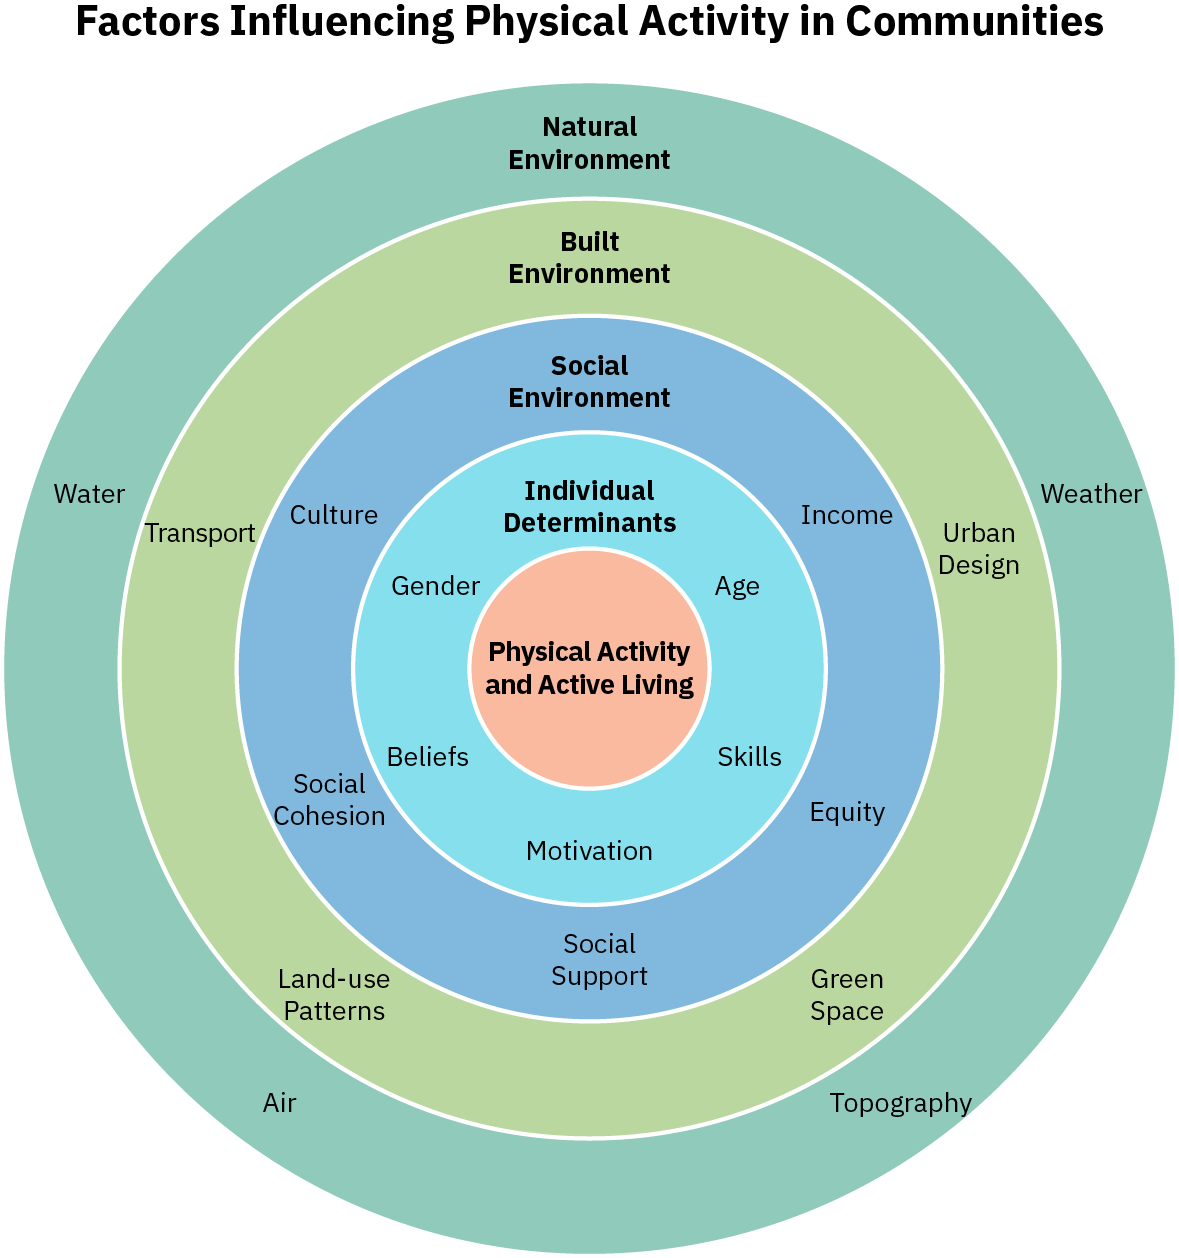 Factors Influencing Physical Activity in Communities
Natural
Environment
Built
Environment
Social
Environment
Individual
Determinants
Physical Activity
and Active Living
Water
Weather
Transport
Urban
Design
Culture
Income
Gender
Age
Beliefs
Skills
Social
Cohesion
Equity
Motivation
Social
Support
Land-use
Patterns
Green
Space
Air
Topography